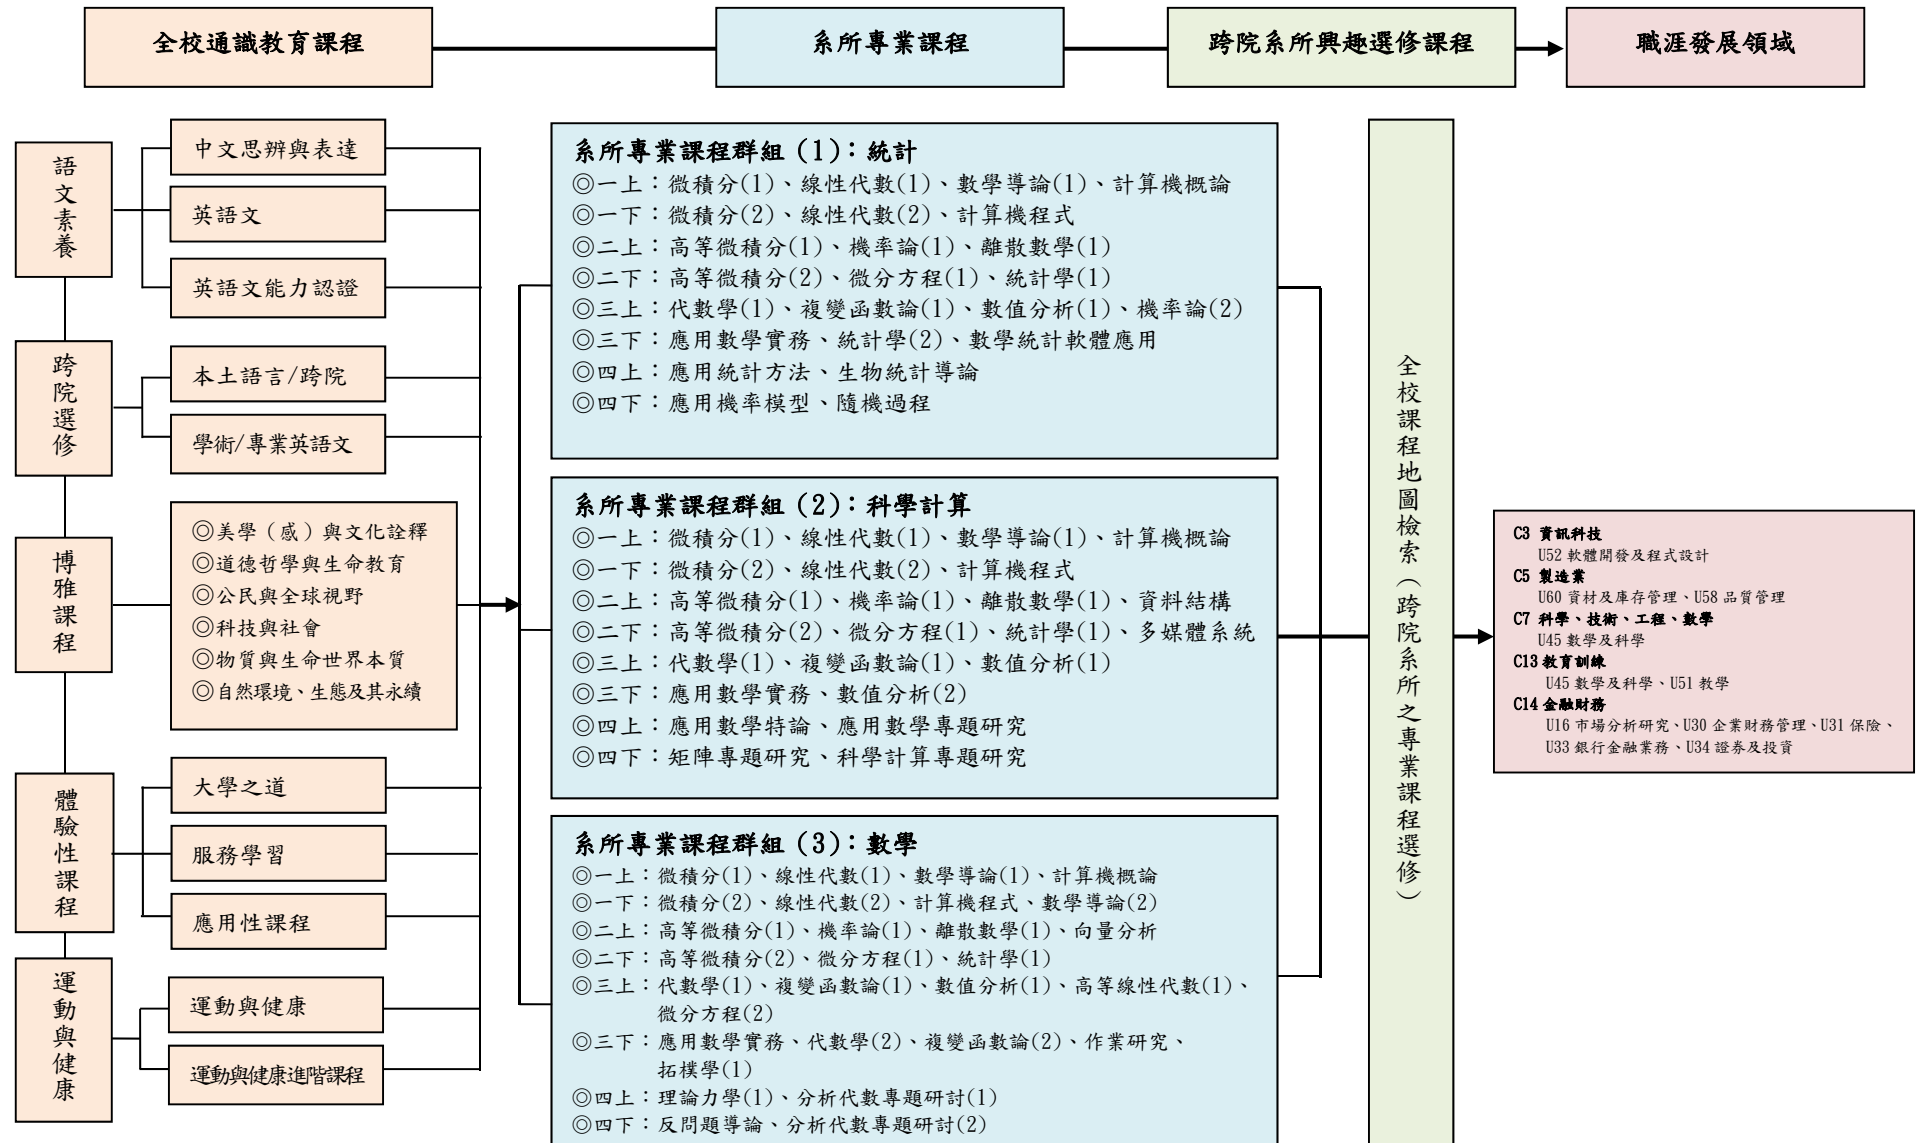 全校通識教育課程
系所專業課程
跨院系所興趣選修課程
職涯發展領域
語文素養
中文思辨與表達
英語文
英語文能力認證
跨院選修
本土語言/跨院
學術/專業英語文
博雅課程
◎美學（感）與文化詮釋
◎道德哲學與生命教育
◎公民與全球視野
◎科技與社會
◎物質與生命世界本質
◎自然環境、生態及其永續
體驗性課程
大學之道
服務學習
應用性課程
運動與健康
運動與健康
運動與健康進階課程
系所專業課程群組 (1)：統計
◎一上：微積分(1)、線性代數(1)、數學導論(1)、計算機概論
◎一下：微積分(2)、線性代數(2)、計算機程式
◎二上：高等微積分(1)、機率論(1)、離散數學(1)
◎二下：高等微積分(2)、微分方程(1)、統計學(1)
◎三上：代數學(1)、複變函數論(1)、數值分析(1)、機率論(2)
◎三下：應用數學實務、統計學(2)、數學統計軟體應用
◎四上：應用統計方法、生物統計導論
◎四下：應用機率模型、隨機過程
系所專業課程群組 (2)：科學計算
◎一上：微積分(1)、線性代數(1)、數學導論(1)、計算機概論
◎一下：微積分(2)、線性代數(2)、計算機程式
◎二上：高等微積分(1)、機率論(1)、離散數學(1)、資料結構
◎二下：高等微積分(2)、微分方程(1)、統計學(1)、多媒體系統
◎三上：代數學(1)、複變函數論(1)、數值分析(1)
◎三下：應用數學實務、數值分析(2)
◎四上：應用數學特論、應用數學專題研究
◎四下：矩陣專題研究、科學計算專題研究
系所專業課程群組 (3)：數學
◎一上：微積分(1)、線性代數(1)、數學導論(1)、計算機概論
◎一下：微積分(2)、線性代數(2)、計算機程式、數學導論(2)
◎二上：高等微積分(1)、機率論(1)、離散數學(1)、向量分析
◎二下：高等微積分(2)、微分方程(1)、統計學(1)
◎三上：代數學(1)、複變函數論(1)、數值分析(1)、高等線性代數(1)、
微分方程(2)
◎三下：應用數學實務、代數學(2)、複變函數論(2)、作業研究、
拓樸學(1)
◎四上：理論力學(1)、分析代數專題研討(1)
◎四下：反問題導論、分析代數專題研討(2)
全校課程地圖檢索（跨院系所之專業課程選修）
C3 資訊科技
U52 軟體開發及程式設計
C5 製造業
U60 資材及庫存管理、U58 品質管理
C7 科學、技術、工程、數學
U45 數學及科學
C13 教育訓練
U45 數學及科學、U51 教學
C14 金融財務
U16 市場分析研究、U30 企業財務管理、U31 保險、
U33 銀行金融業務、U34 證券及投資